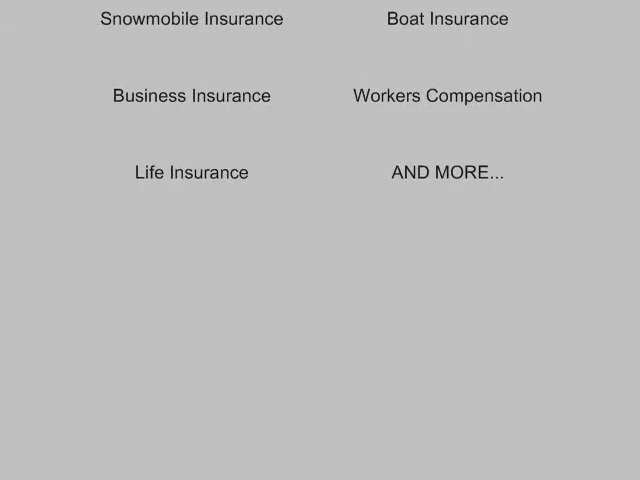 Snowmobile Insurance
Boat Insurance
Business Insurance
Workers Compensation
Life Insurance
AND MORE...